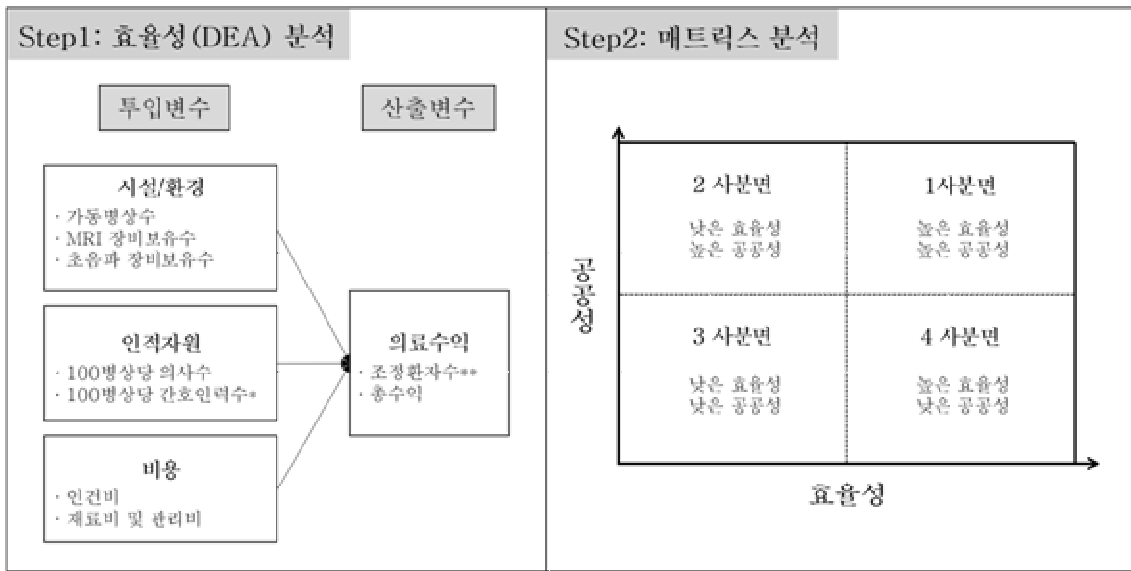 Step1: 효율성(DEA) 분석
투입변수
산출변수
시설/환경
· 가동병상수
· MRI 장비보유수
· 초음파 장비보유수
인적자원
· 100병상당 의사수
· 100병상당 간호인력수*
비용
· 인건비
· 재료비 및 관리비
의료수익
· 조정환자수**
· 총수익
Step2: 매트릭스 분석
공공성
2 사분면
낮은 효율성
높은 공공성
1사분면
높은 효율성
높은 공공성
3 사분면
낮은 효율성
낮은 공공성
4 사분면
높은 효율성
낮은 공공성
효율성